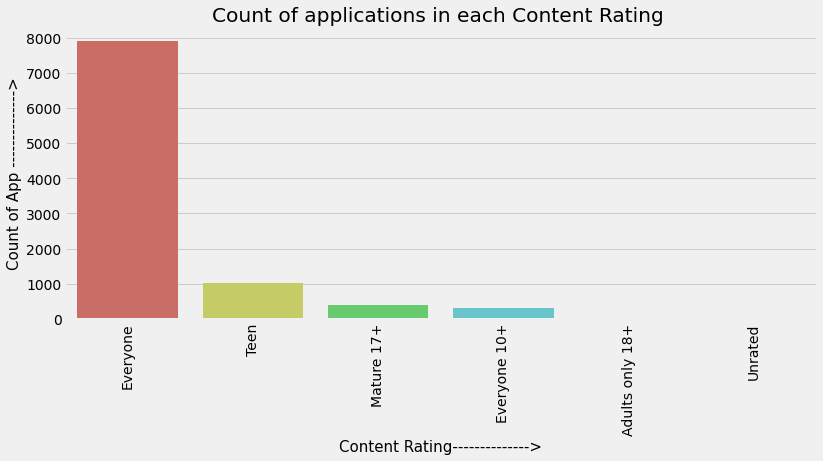 Count of applications in each Content Rating
Count of App --------------->
8000
7000
6000
5000
4000
3000
2000
1000
0
Everyone
Teen
Mature 17+
Everyone 10+
Adults only 18+
Unrated
Content Rating-------------->